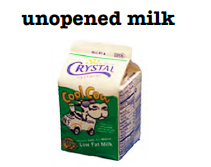 unopened milk
CRYSTAL
Cool Cow
Low Fat Milk